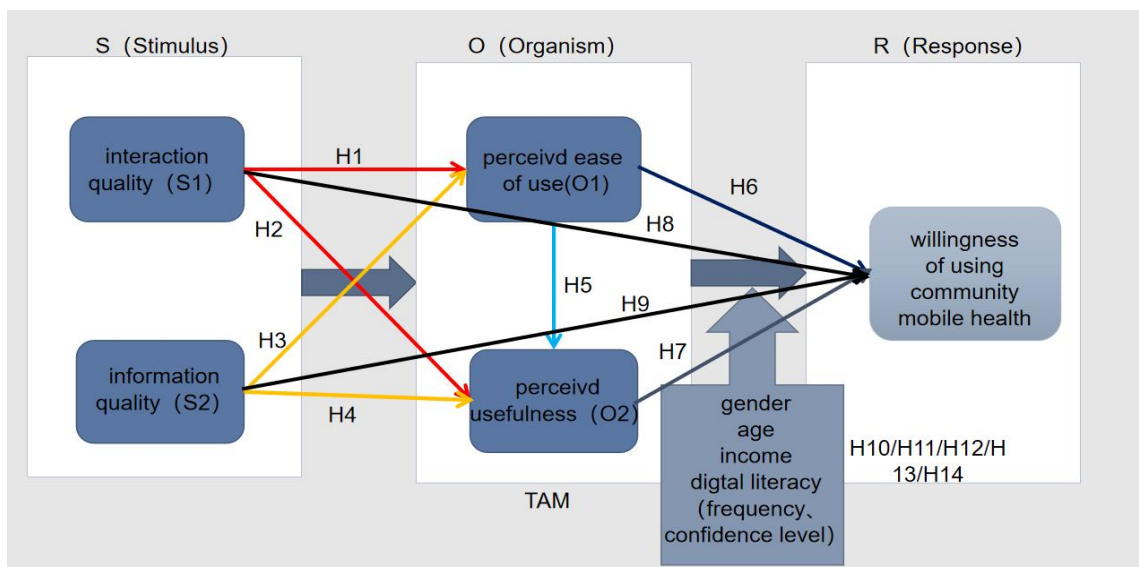 S（Stimulus）
O（Organism）
R（Response）
interaction
quality（S1）
H1
perceivd ease
of use(O1)
H6
H2
H8
willingness
of using
community
mobile health
H5
H9
H3
H7
information
quality（S2）
H4
perceivd
usefulness（O2）
gender
age
income
digtal literacy
（frequency、
confidence level）
H10/H11/H12/H
13/H14
TAM